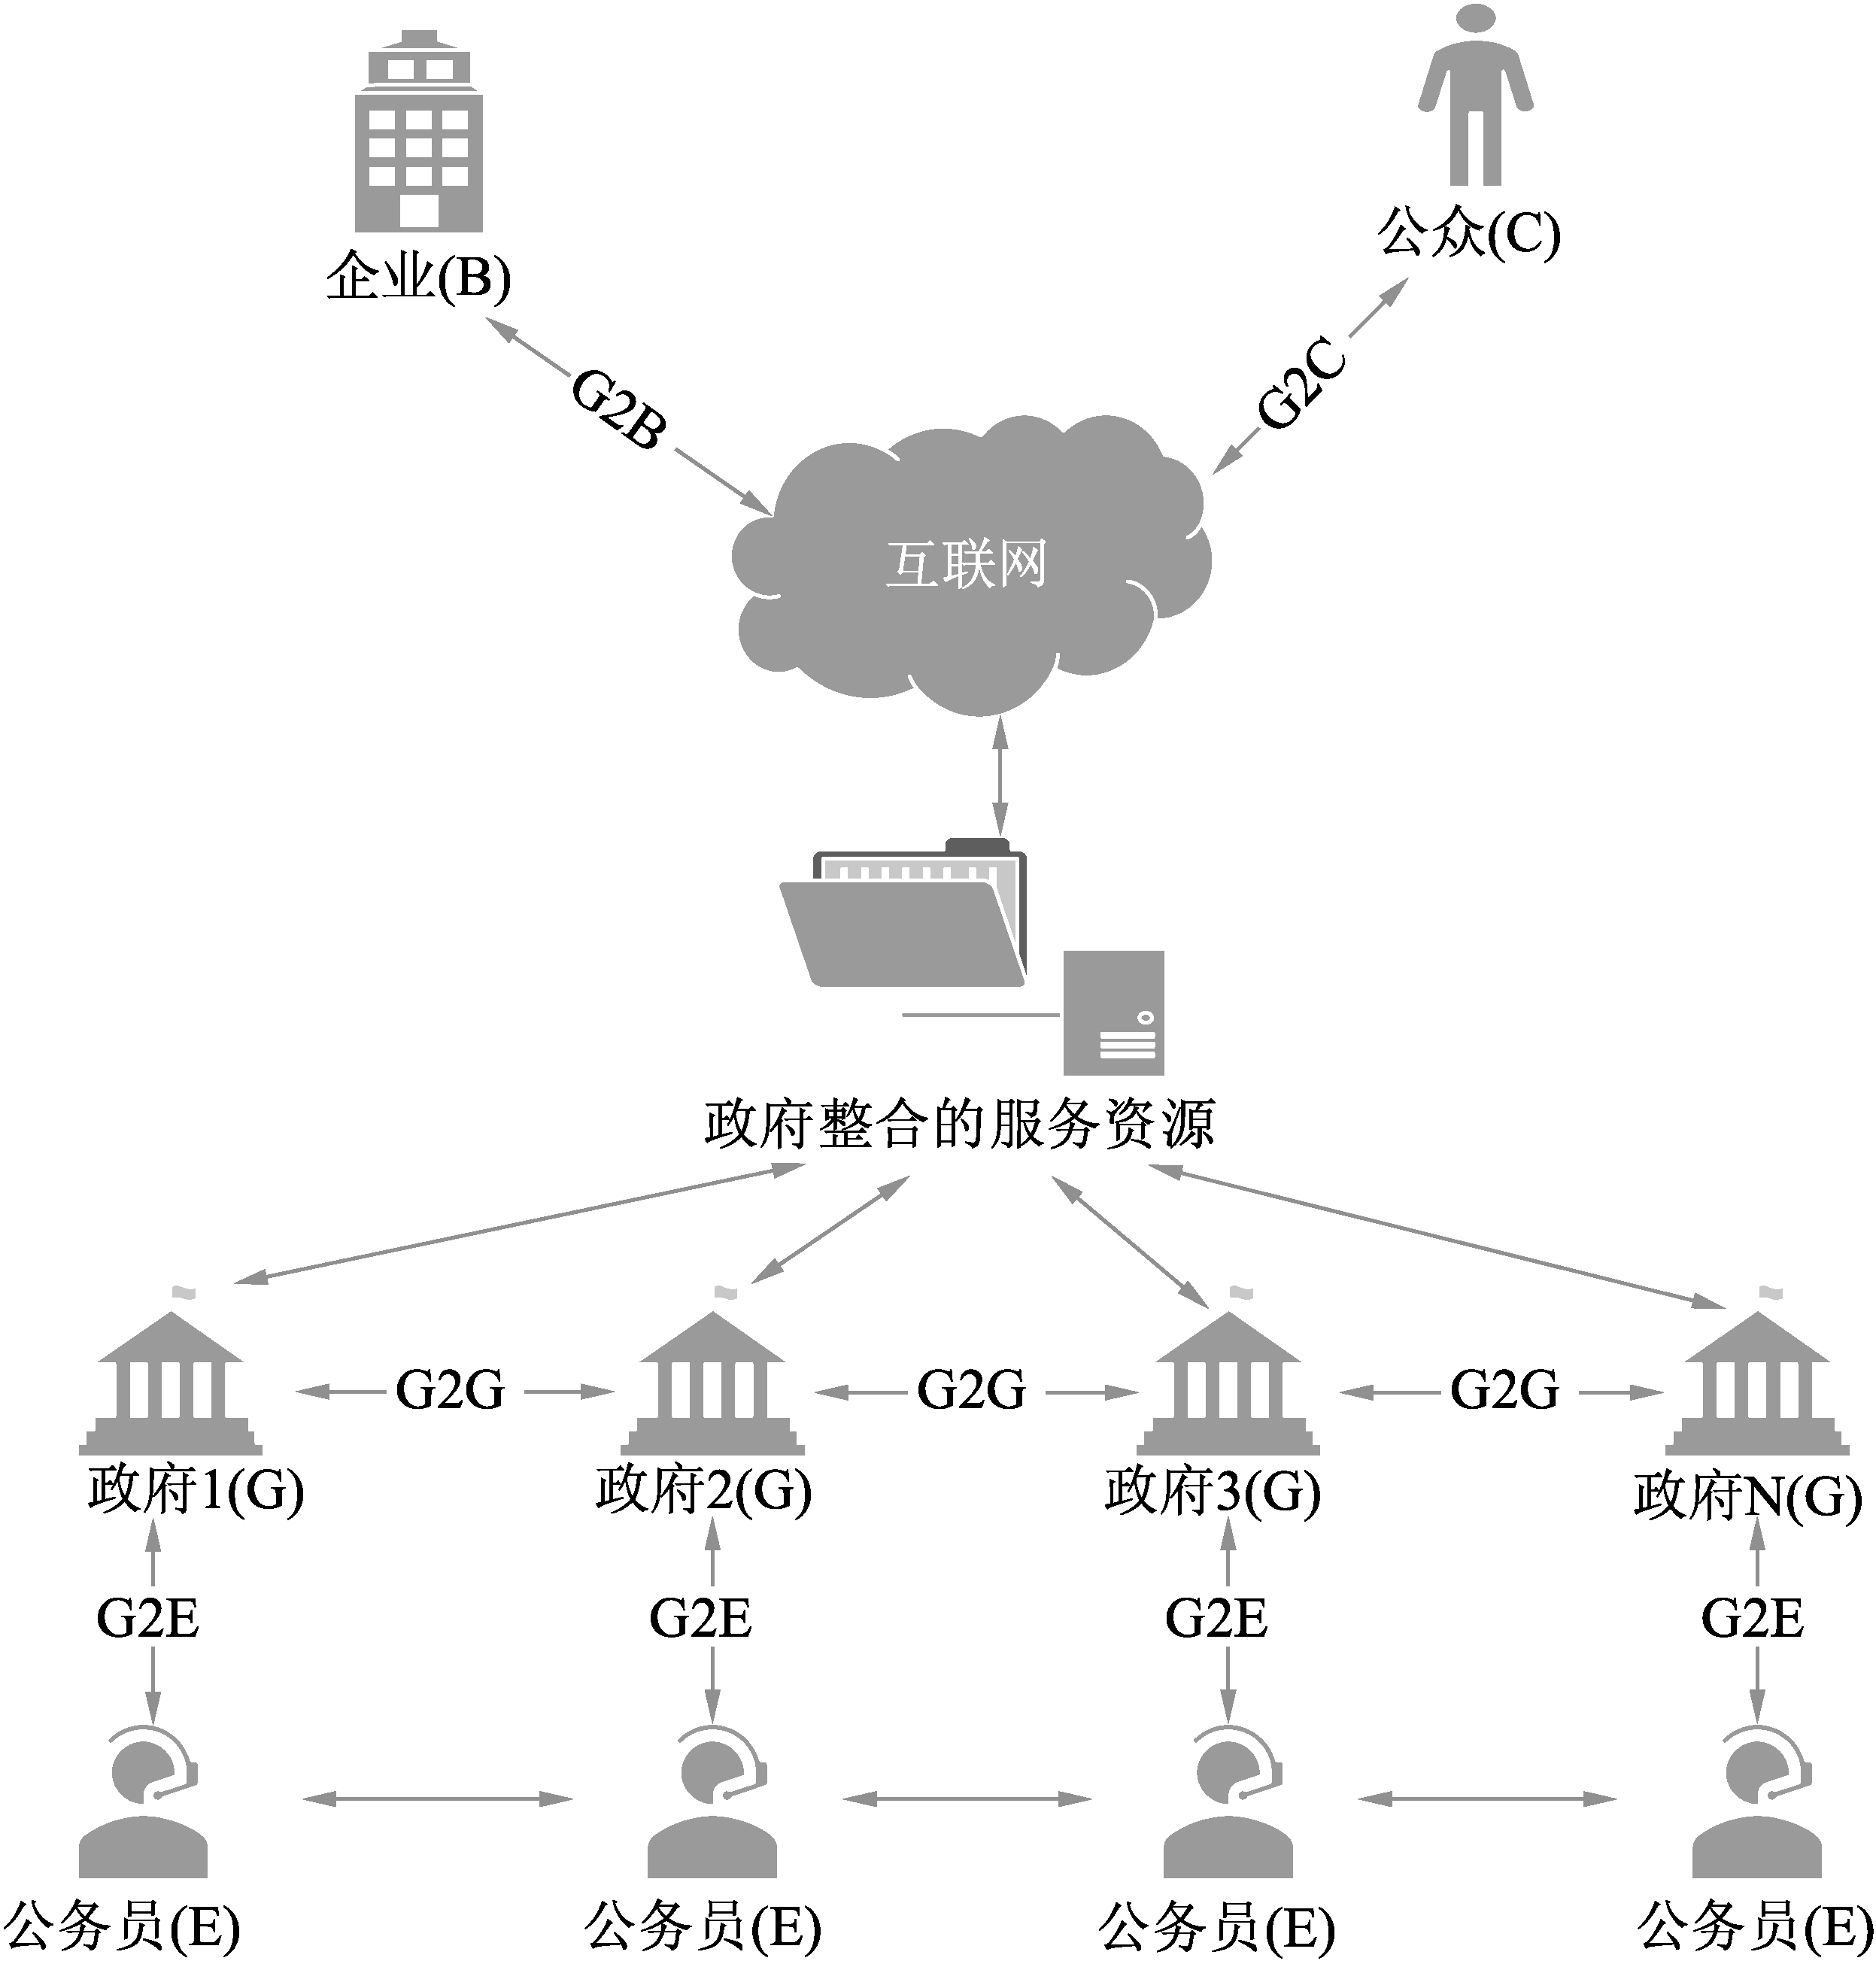 企业(B)
公众(C)
G2B
G2C
互联网
政府整合的服务资源
G2G
G2G
G2G
政府1(G)
政府2(G)
政府3(G)
政府N(G)
G2E
G2E
G2E
G2E
公务员(E)
公务员(E)
公务员(E)
公务员(E)